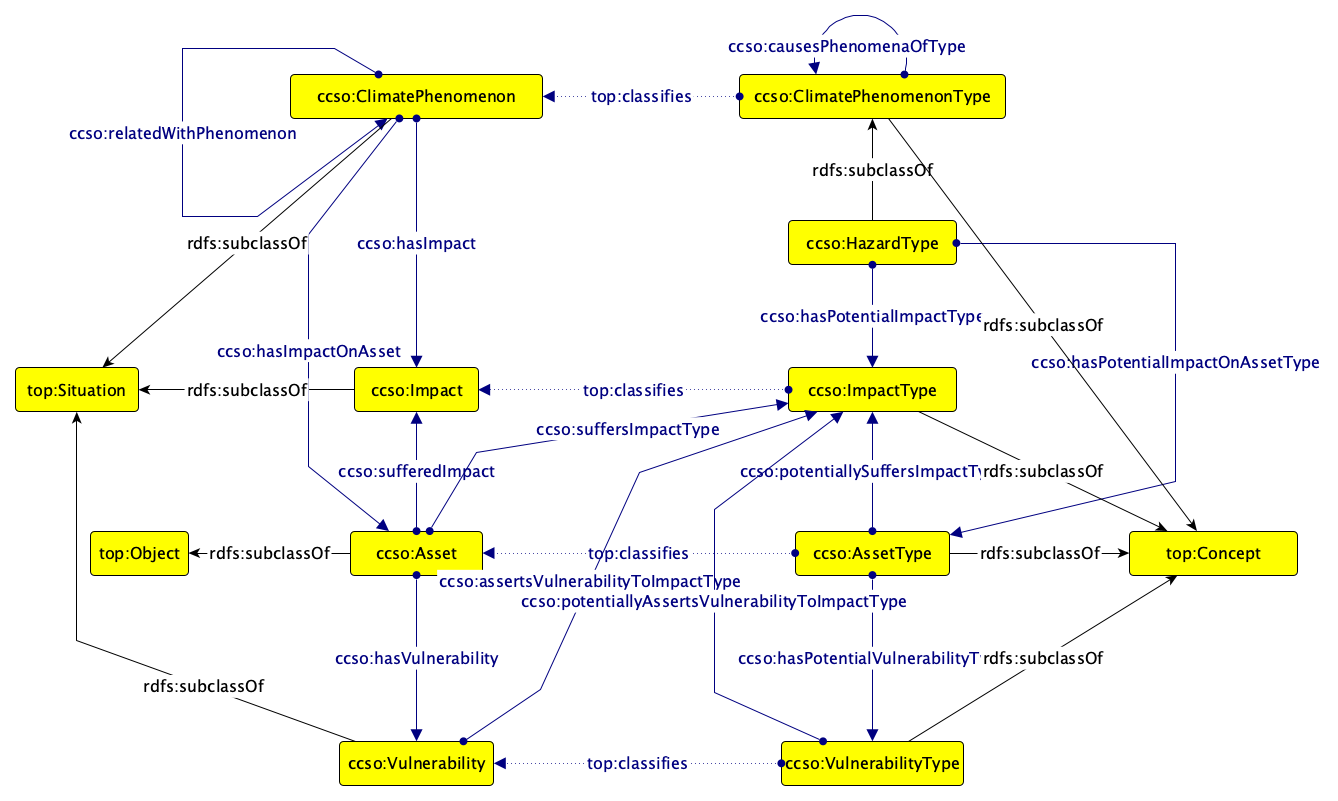 ccso:causesPhenomenaOfType
ccso:ClimatePhenomenon
top:classifies
ccso:ClimatePhenomenonType
ccso:relatedWithPhenomenon
rdfs:subclassOf
rdfs:subclassOf
ccso:hasImpact
ccso:HazardType
ccso:hasPotentialImpactType
rdfs:subclassOf
ccso:hasImpactOnAsset
ccso:hasPotentialImpactOnAssetType
top:Situation
rdfs:subclassOf
ccso:Impact
top:classifies
ccso:ImpactType
ccso:suffersImpactType
ccso:sufferedImpact
ccso:potentiallySuffersImpactTy
rdfs:subclassOf
top:Object
rdfs:subclassOf
ccso:Asset
top:classifies
ccso:AssetType
rdfs:subclassOf
top:Concept
ccso:assertsVulnerabilityToImpactType
ccso:potentiallyAssertsVulnerabilityToImpactType
ccso:hasVulnerability
ccso:hasPotentialVulnerabilityT
rdfs:subclassOf
rdfs:subclassOf
ccso:Vulnerability
top:classifies
ccso:VulnerabilityType